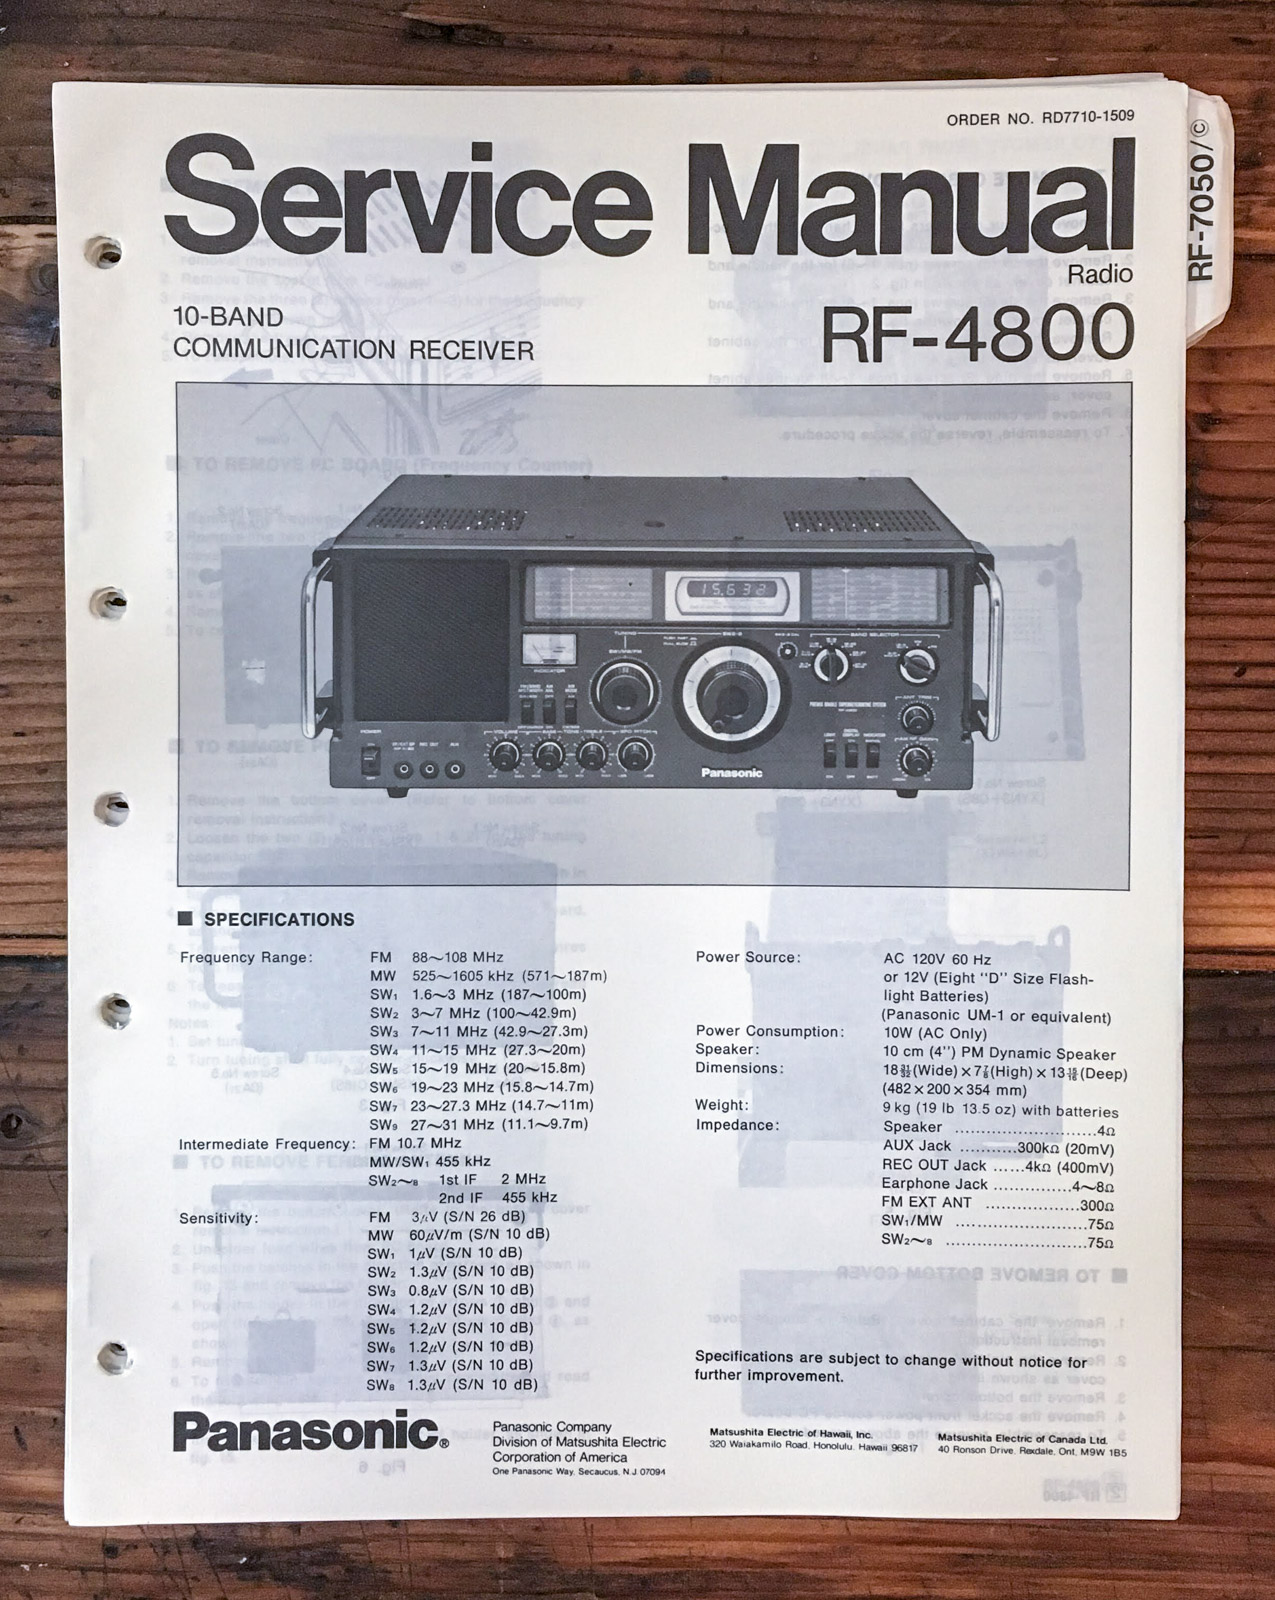 ORDER NO. RD7710-1509
RF-7050/C
Service Manual
Radio
10-BAND
COMMUNICATION RECEIVER
RF-4800
15.632
TUNING
BAND SELECTOR
INDICATOR
POWER
VOLUME
BASS TONE TREBLE
BFO PITCH
ANT TRIM
Panasonic
■ SPECIFICATIONS
Frequency Range: FM 88~108 MHz
MW 525~1605 kHz (571~187m)
SW₁ 1.6~3 MHz (187~100m)
SW₂ 3~7 MHz (100~42.9m)
SW₃ 7~11 MHz (42.9~27.3m)
SW₄ 11~15 MHz (27.3~20m)
SW₅ 15~19 MHz (20~15.8m)
SW₆ 19~23 MHz (15.8~14.7m)
SW₇ 23~27.3 MHz (14.7~11m)
SW₉ 27~31 MHz (11.1~9.7m)
Intermediate Frequency: FM 10.7 MHz
MW/SW₁ 455 kHz
SW₂~₈ 1st IF 2 MHz
2nd IF 455 kHz
Sensitivity: FM 3μV (S/N 26 dB)
MW 60μV/m (S/N 10 dB)
SW₁ 1μV (S/N 10 dB)
SW₂ 1.3μV (S/N 10 dB)
SW₃ 0.8μV (S/N 10 dB)
SW₄ 1.2μV (S/N 10 dB)
SW₅ 1.2μV (S/N 10 dB)
SW₆ 1.2μV (S/N 10 dB)
SW₇ 1.3μV (S/N 10 dB)
SW₈ 1.3μV (S/N 10 dB)
Power Source: AC 120V 60 Hz
or 12V (Eight "D" Size Flash-
light Batteries)
(Panasonic UM-1 or equivalent)
Power Consumption: 10W (AC Only)
Speaker: 10 cm (4") PM Dynamic Speaker
Dimensions: 18 31/32 (Wide) × 7 7/8 (High) × 13 15/16 (Deep)
(482 × 200 × 354 mm)
Weight: 9 kg (19 lb 13.5 oz) with batteries
Impedance: Speaker ..........................4Ω
AUX Jack ...........300kΩ (20mV)
REC OUT Jack ......4kΩ (400mV)
Earphone Jack ...............4~8Ω
FM EXT ANT ...................300Ω
SW₁/MW ........................75Ω
SW₂~₈ ..........................75Ω
Specifications are subject to change without notice for
further improvement.
Panasonic®
Panasonic Company
Division of Matsushita Electric
Corporation of America
One Panasonic Way, Secaucus, N J 07094
Matsushita Electric of Hawaii, Inc.
320 Waiakamilo Road, Honolulu, Hawaii 96817
Matsushita Electric of Canada Ltd.
40 Ronson Drive, Rexdale, Ont. M9W 1B5